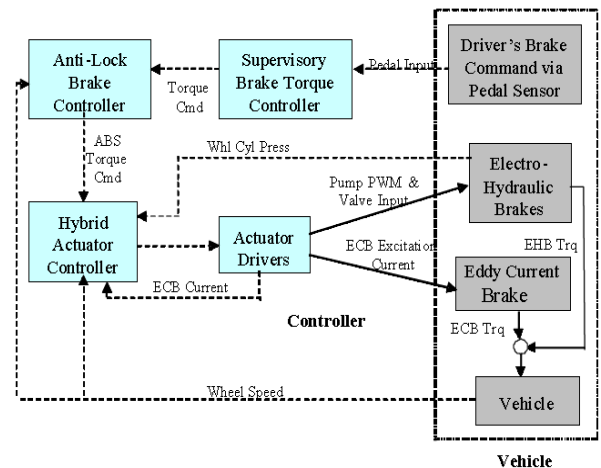 Anti-Lock
Brake
Controller
Torque
Cmd
Supervisory
Brake Torque
Controller
Pedal Input
Driver's Brake
Command via
Pedal Sensor
ABS
Torque
Cmd
Whl Cyl Press
Pump PWM &
Valve Input
Electro-
Hydraulic
Brakes
Hybrid
Actuator
Controller
Actuator
Drivers
ECB Excitation
Current
EHB Trq
Eddy Current
Brake
ECB Current
Controller
ECB Trq
Wheel Speed
Vehicle
Vehicle